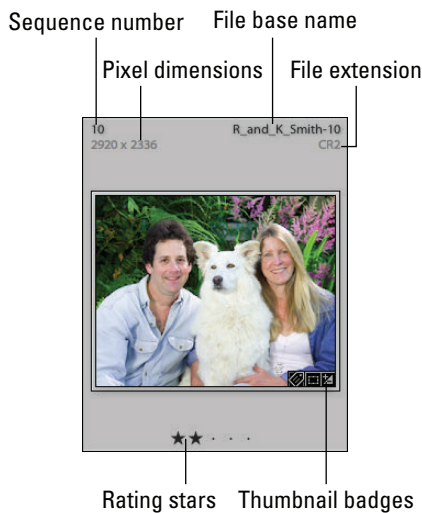 Sequence number
File base name
Pixel dimensions
File extension
10
R_and_K_Smith-10
2920 x 2336
CR2
Rating stars
Thumbnail badges